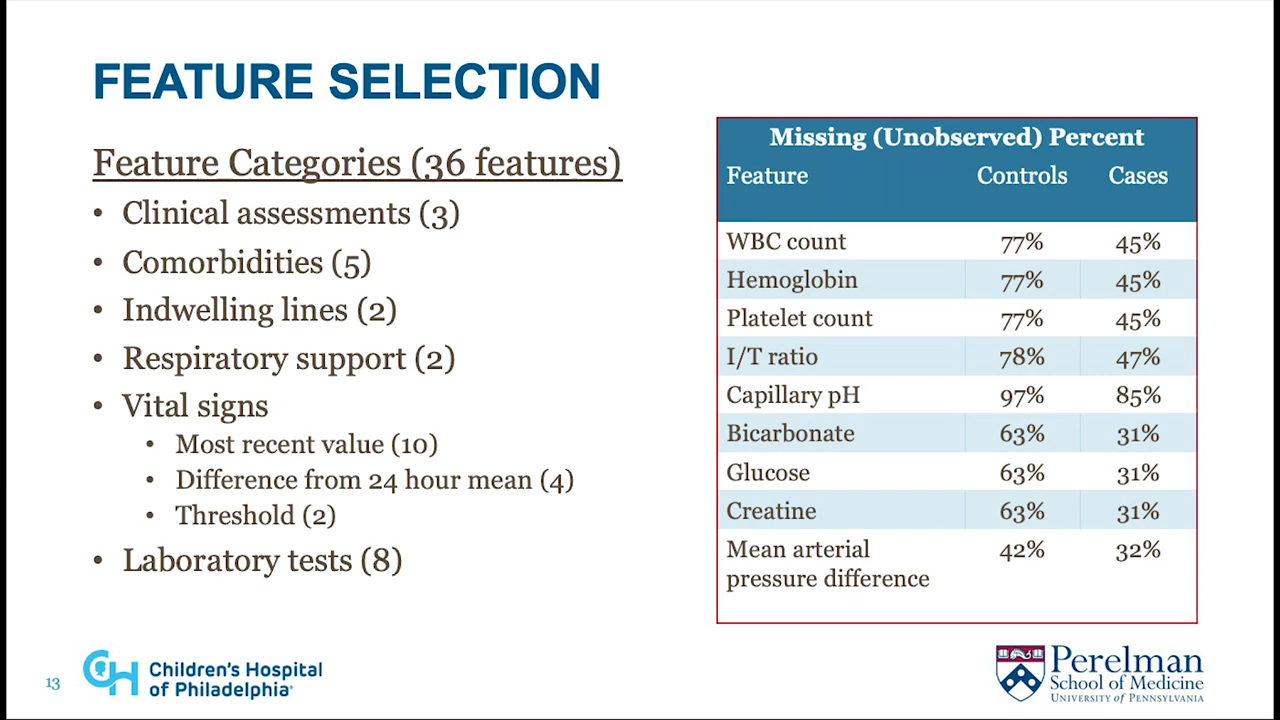 FEATURE SELECTION
Feature Categories (36 features)
• Clinical assessments (3)
• Comorbidities (5)
• Indwelling lines (2)
• Respiratory support (2)
• Vital signs
• Most recent value (10)
• Difference from 24 hour mean (4)
• Threshold (2)
• Laboratory tests (8)
Missing (Unobserved) Percent
Feature Controls Cases
WBC count 77% 45%
Hemoglobin 77% 45%
Platelet count 77% 45%
I/T ratio 78% 47%
Capillary pH 97% 85%
Bicarbonate 63% 31%
Glucose 63% 31%
Creatine 63% 31%
Mean arterial 42% 32%
pressure difference
13
CH
Children's Hospital
of Philadelphia
Perelman
School of Medicine
UNIVERSITY of PENNSYLVANIA